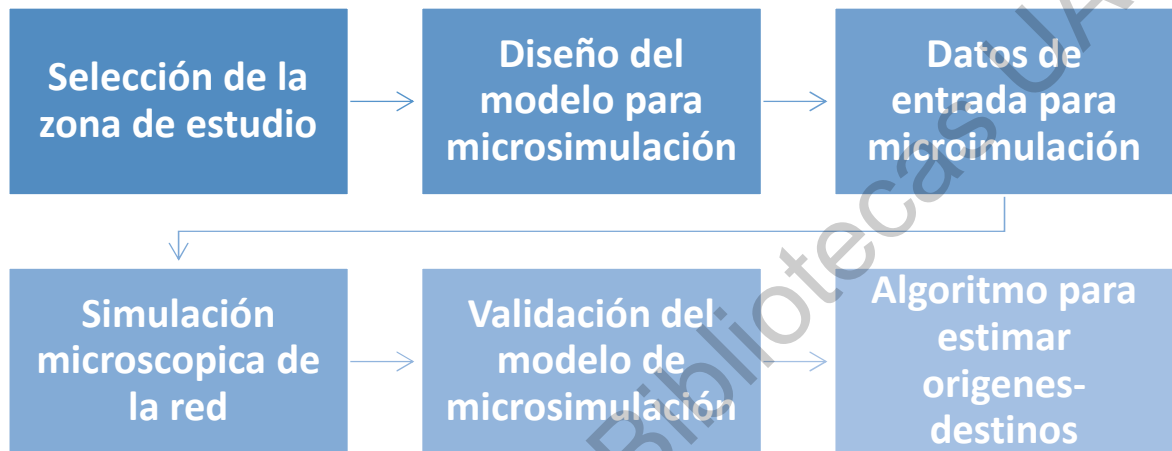 Selección de la
zona de estudio
Diseño del
modelo para
microsimulación
Datos de
entrada para
microimulación
Simulación
microscopica de
la red
Validación del
modelo de
microsimulación
Algoritmo para
estimar
origenes-
destinos
Bibliotecas UA